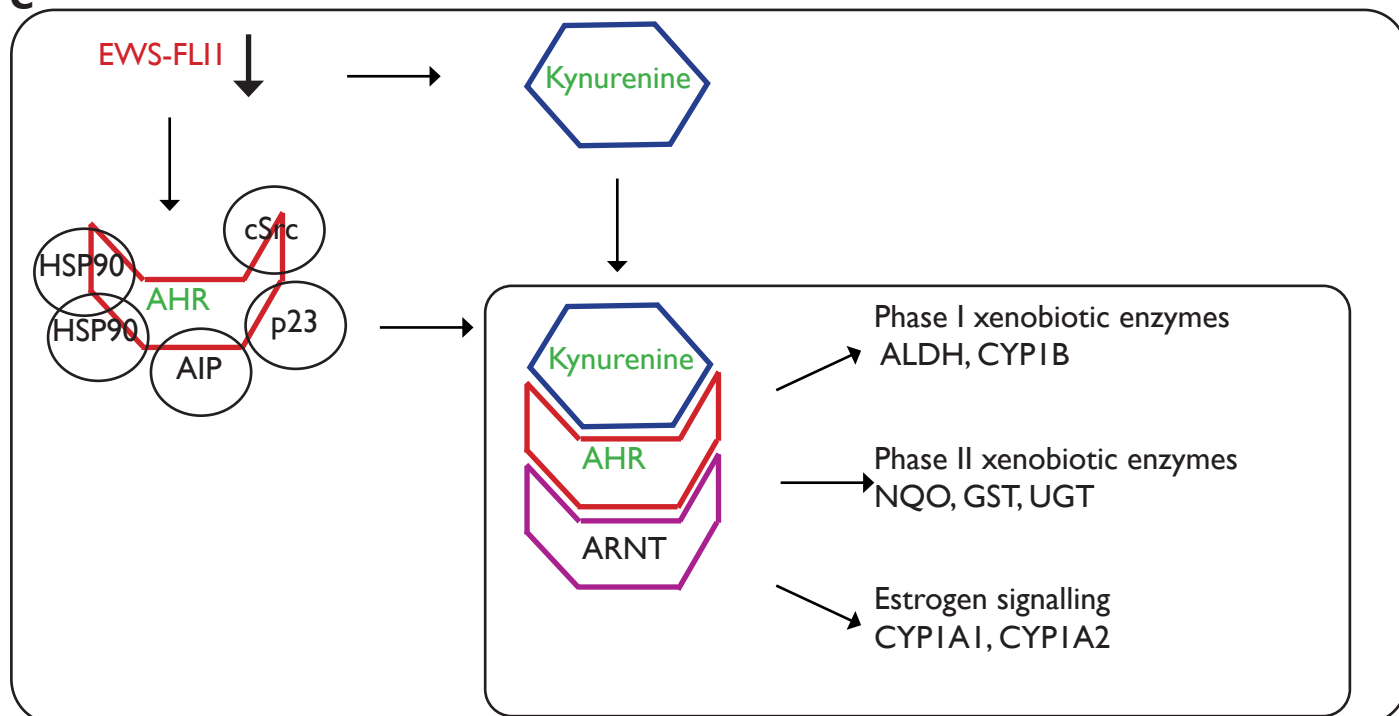 C
EWS-FLI1
Kynurenine
cSrc
HSP90
AHR
HSP90
p23
AIP
Kynurenine
AHR
ARNT
Phase I xenobiotic enzymes
ALDH, CYP1B
Phase II xenobiotic enzymes
NQO, GST, UGT
Estrogen signalling
CYP1A1, CYP1A2